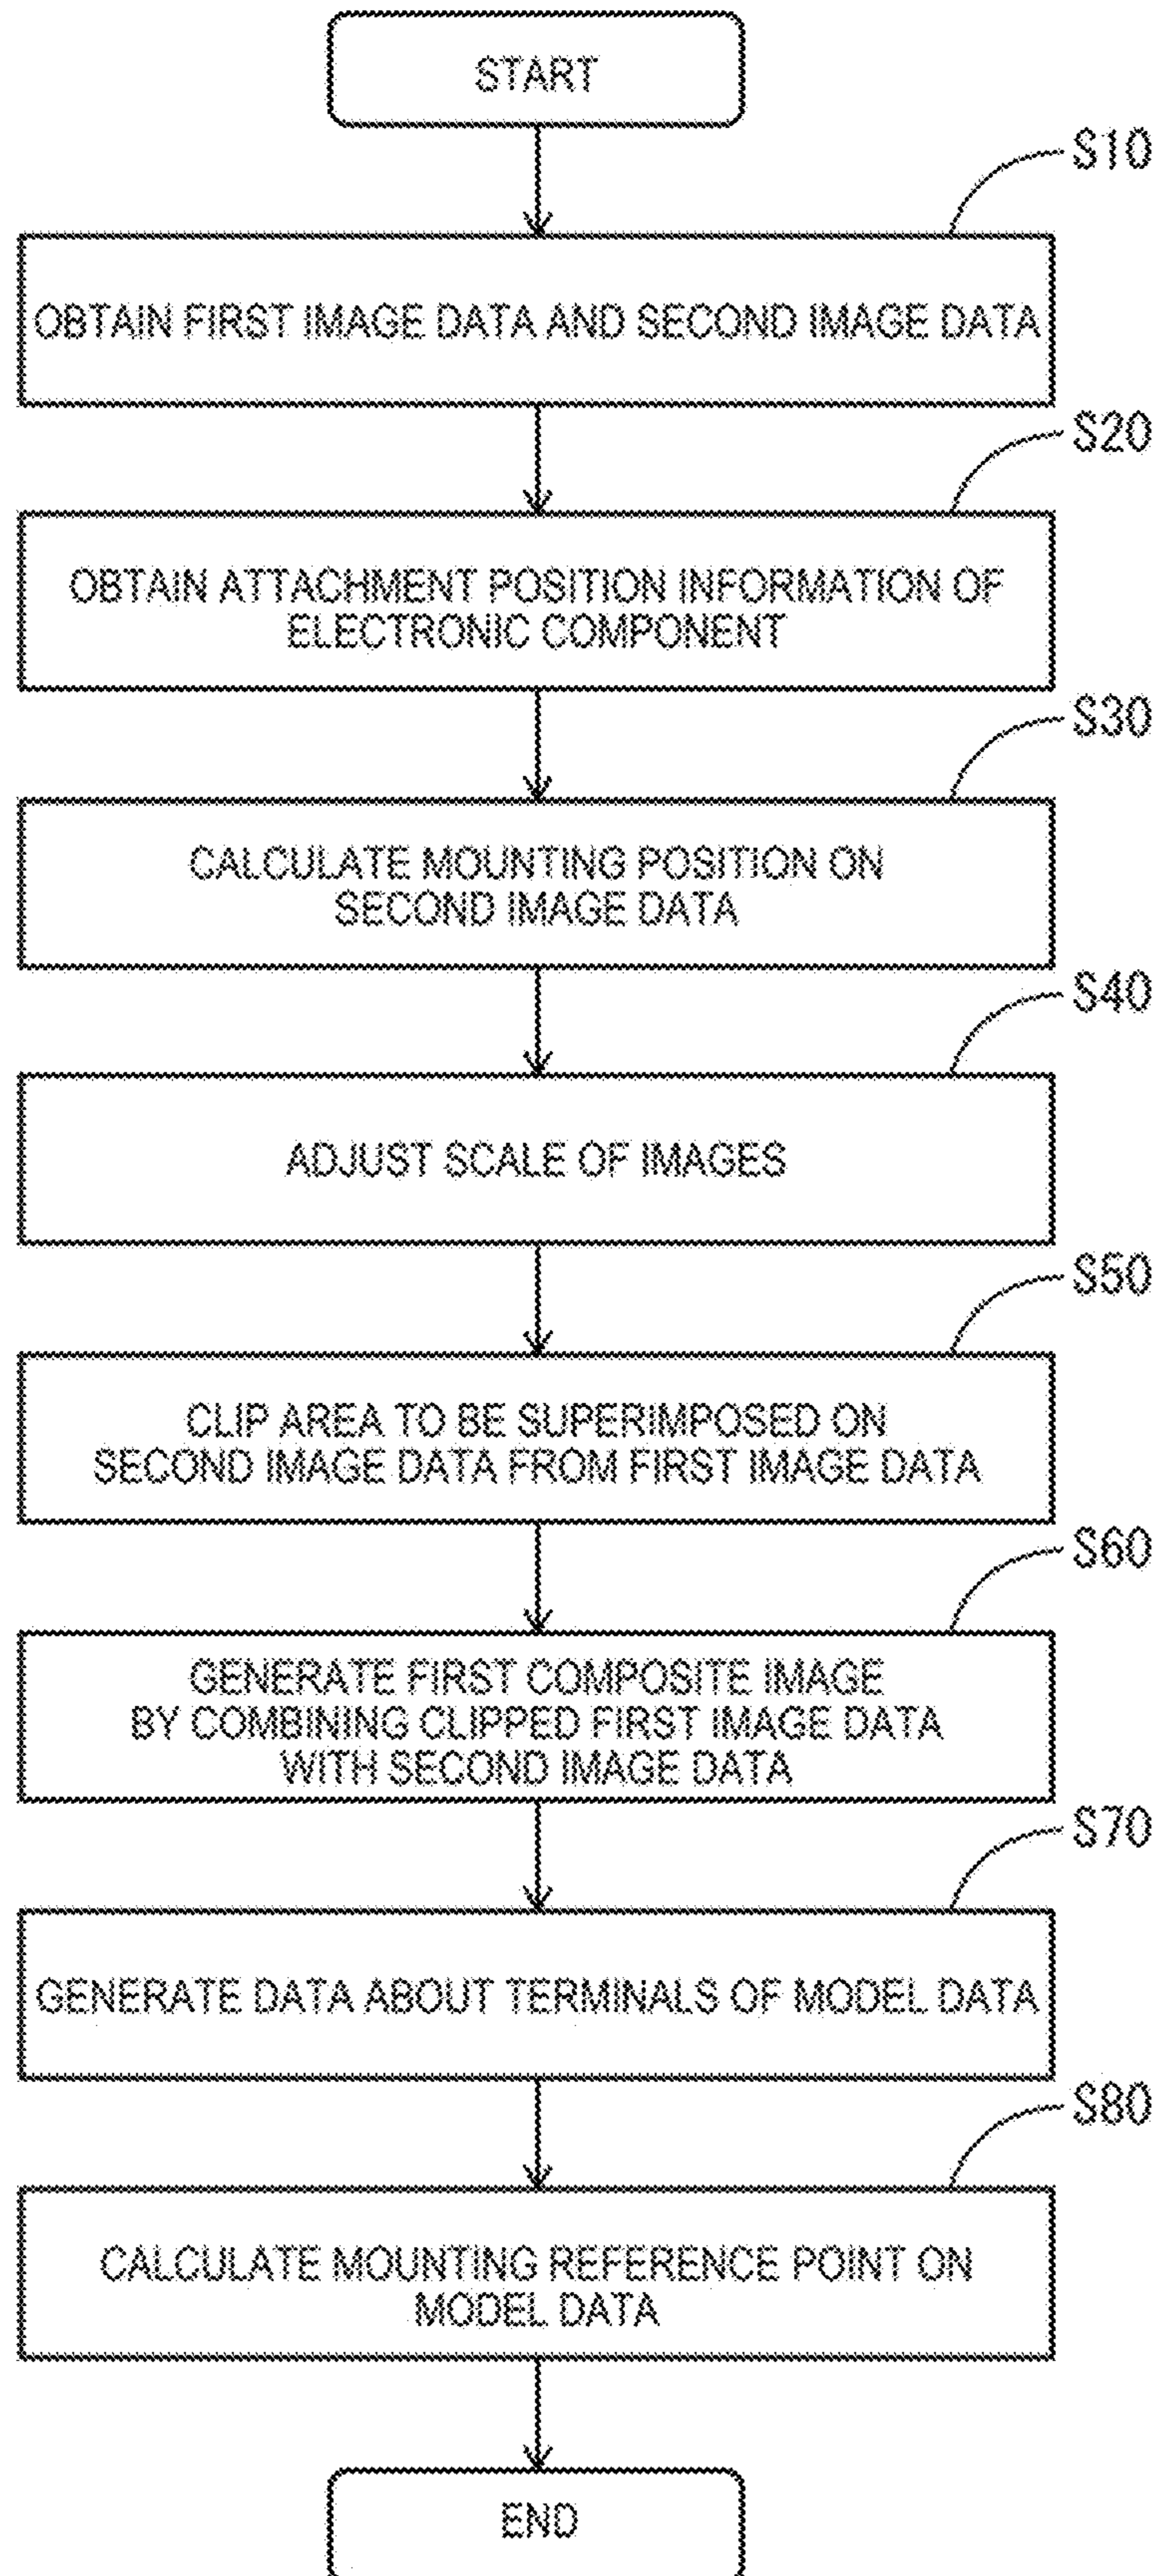 START
S10
OBTAIN FIRST IMAGE DATA AND SECOND IMAGE DATA
S20
OBTAIN ATTACHMENT POSITION INFORMATION OF
ELECTRONIC COMPONENT
S30
CALCULATE MOUNTING POSITION ON
SECOND IMAGE DATA
S40
ADJUST SCALE OF IMAGES
S50
CLIP AREA TO BE SUPERIMPOSED ON
SECOND IMAGE DATA FROM FIRST IMAGE DATA
S60
GENERATE FIRST COMPOSITE IMAGE
BY COMBINING CLIPPED FIRST IMAGE DATA
WITH SECOND IMAGE DATA
S70
GENERATE DATA ABOUT TERMINALS OF MODEL DATA
S80
CALCULATE MOUNTING REFERENCE POINT ON
MODEL DATA
END